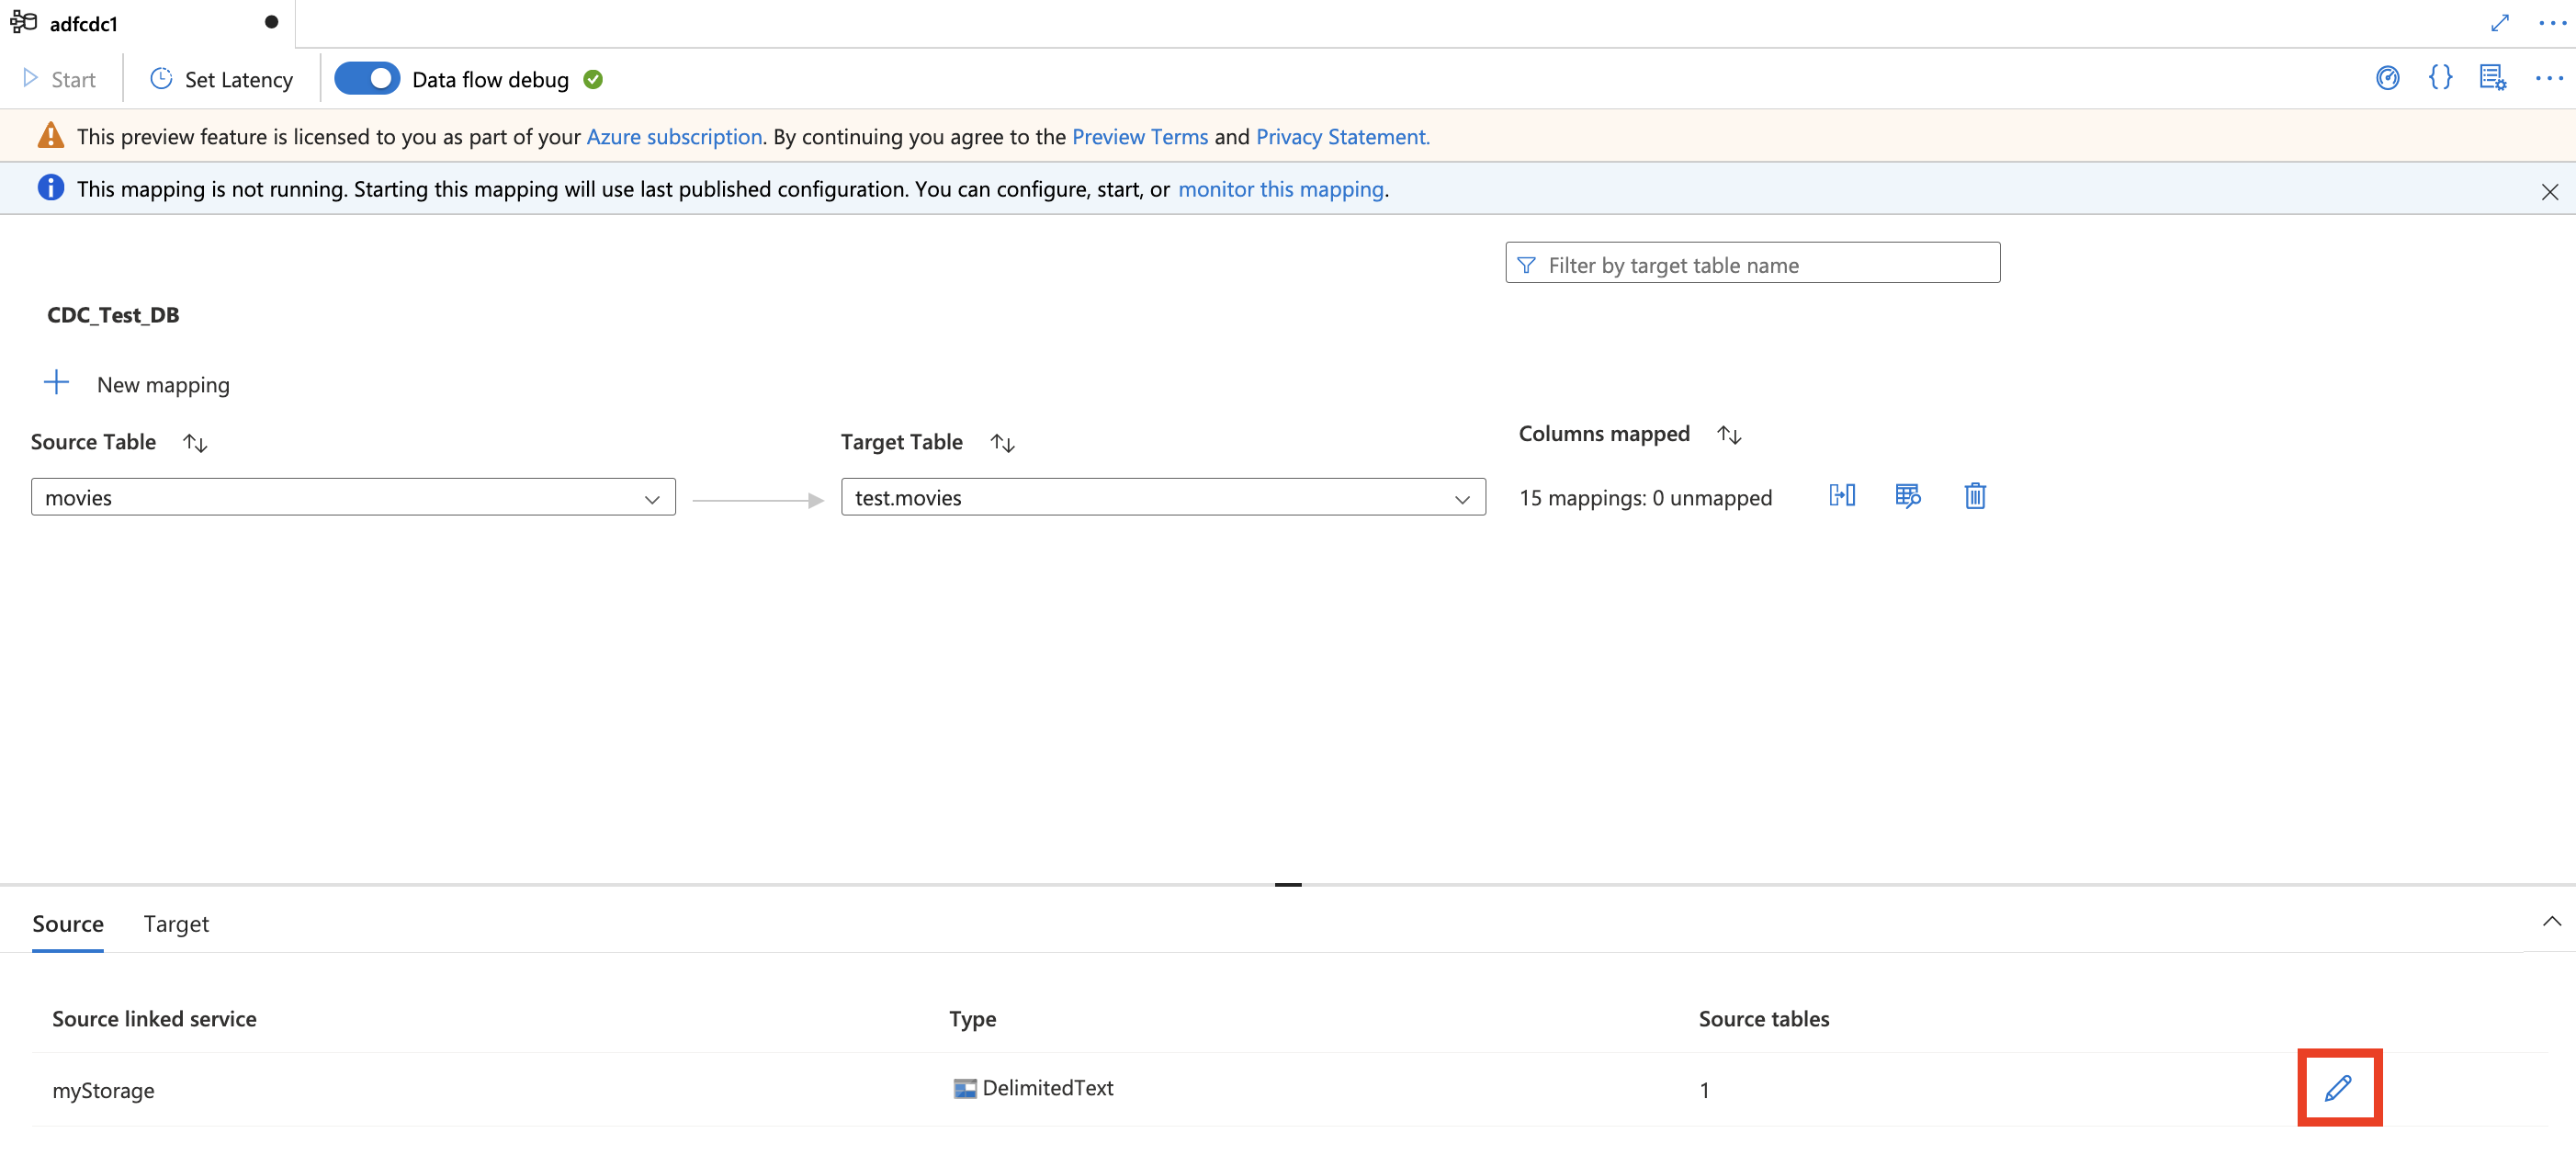 adfcdc1
Start Set Latency Data flow debug
This preview feature is licensed to you as part of your Azure subscription. By continuing you agree to the Preview Terms and Privacy Statement.
This mapping is not running. Starting this mapping will use last published configuration. You can configure, start, or monitor this mapping.
Filter by target table name
CDC_Test_DB
New mapping
Source Table Target Table Columns mapped
movies test.movies 15 mappings: 0 unmapped
Source Target
Source linked service Type Source tables
myStorage DelimitedText 1